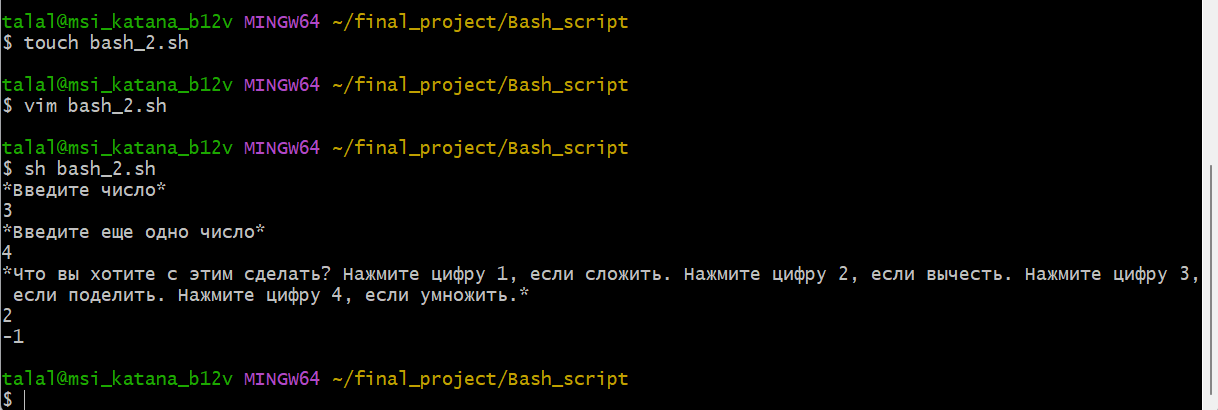 talal@msi_katana_b12v MINGW64 ~/final_project/Bash_script
$ touch bash_2.sh
talal@msi_katana_b12v MINGW64 ~/final_project/Bash_script
$ vim bash_2.sh
talal@msi_katana_b12v MINGW64 ~/final_project/Bash_script
$ sh bash_2.sh
*Введите число*
3
*Введите еще одно число*
4
*Что вы хотите с этим сделать? Нажмите цифру 1, если сложить. Нажмите цифру 2, если вычесть. Нажмите цифру 3,
если поделить. Нажмите цифру 4, если умножить.*
2
-1
talal@msi_katana_b12v MINGW64 ~/final_project/Bash_script
$